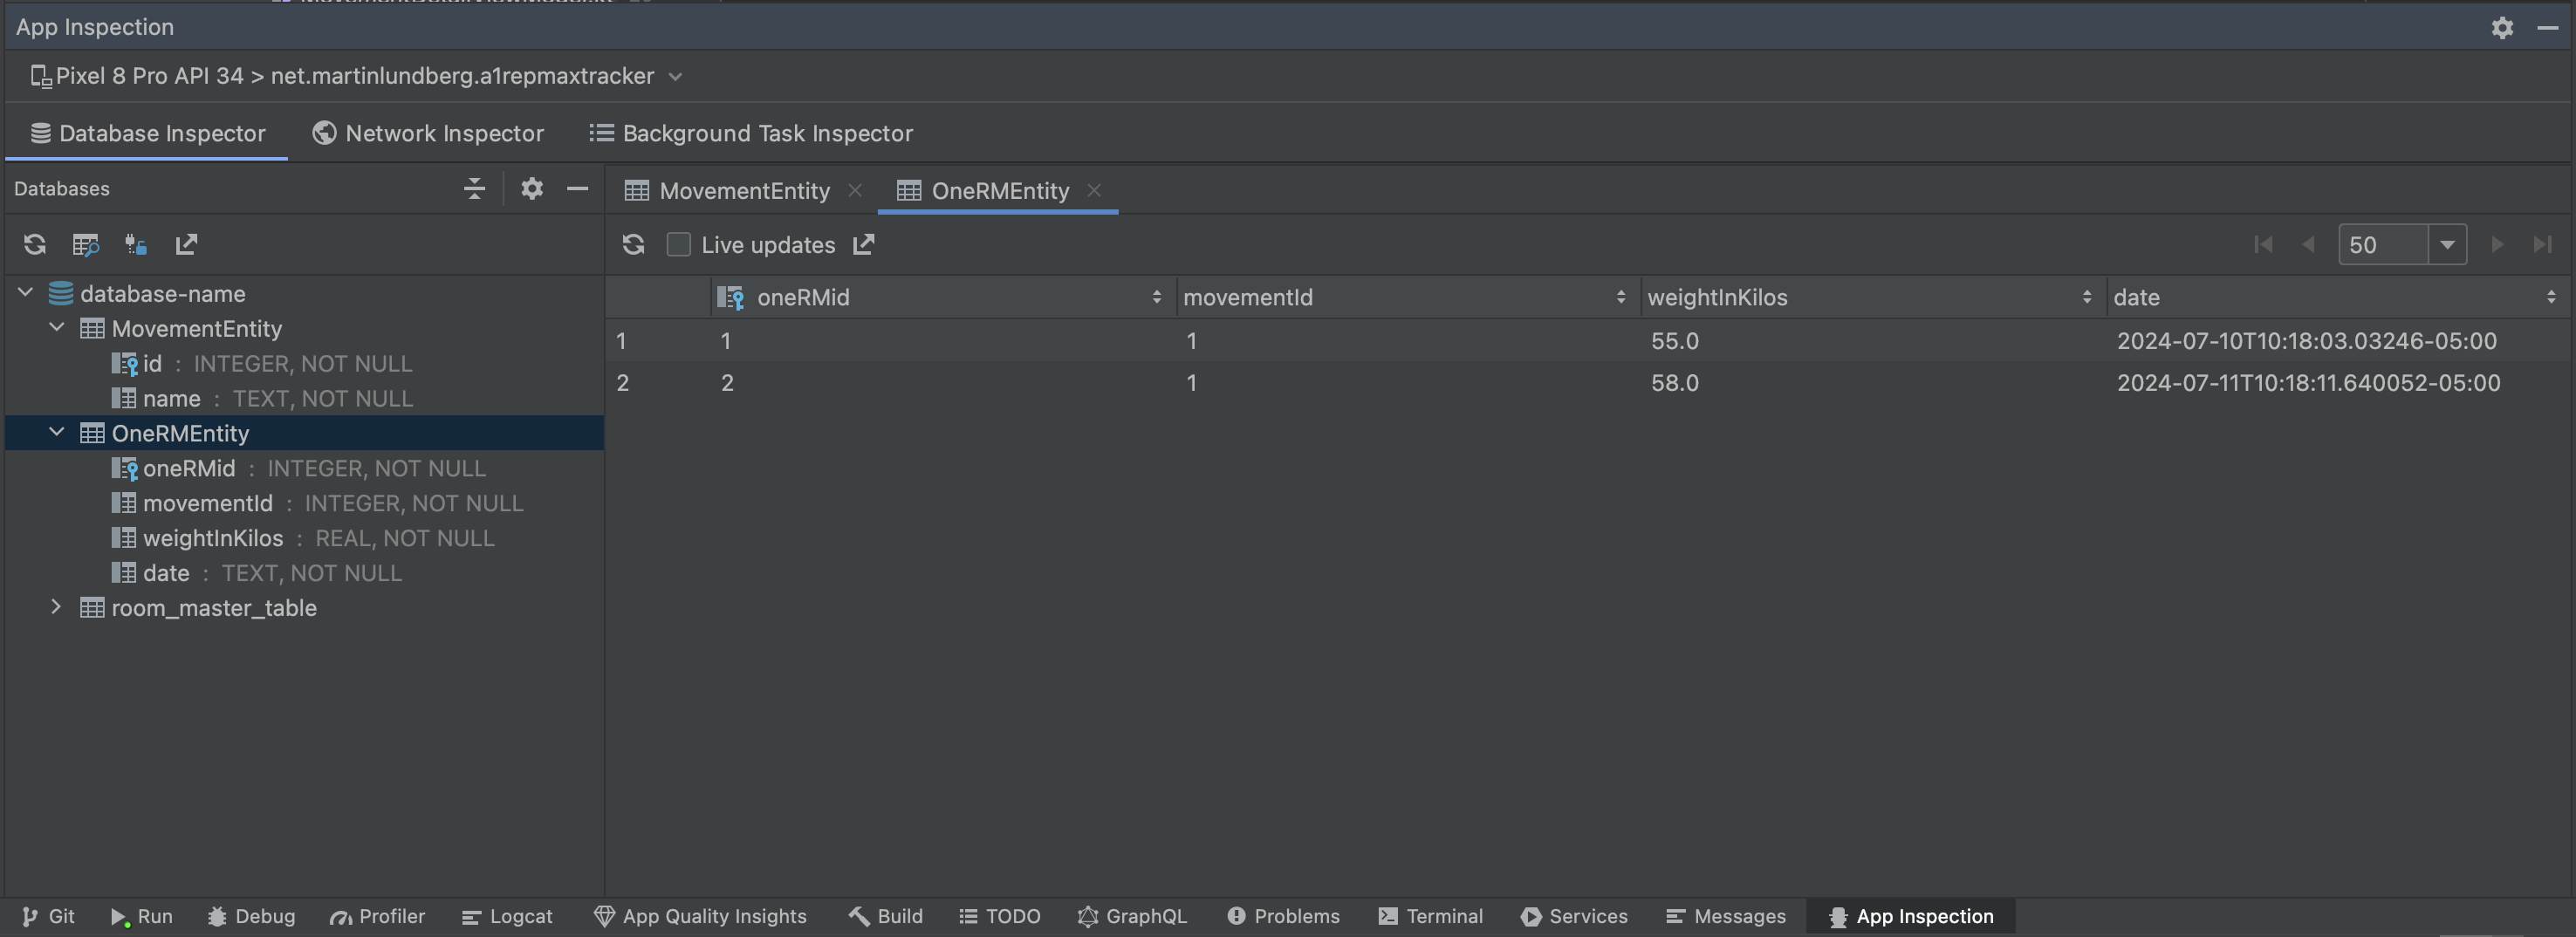 App Inspection
Pixel 8 Pro API 34 > net.martinlundberg.a1repmaxtracker
Database Inspector Network Inspector Background Task Inspector
Databases
MovementEntity OneRMEntity
Live updates 50
database-name
MovementEntity
id : INTEGER, NOT NULL
name : TEXT, NOT NULL
OneRMEntity
oneRMid : INTEGER, NOT NULL
movementId : INTEGER, NOT NULL
weightInKilos : REAL, NOT NULL
date : TEXT, NOT NULL
room_master_table
oneRMid movementId weightInKilos date
1 1 1 55.0 2024-07-10T10:18:03.03246-05:00
2 2 1 58.0 2024-07-11T10:18:11.640052-05:00
Git Run Debug Profiler Logcat App Quality Insights Build TODO GraphQL Problems Terminal Services Messages App Inspection